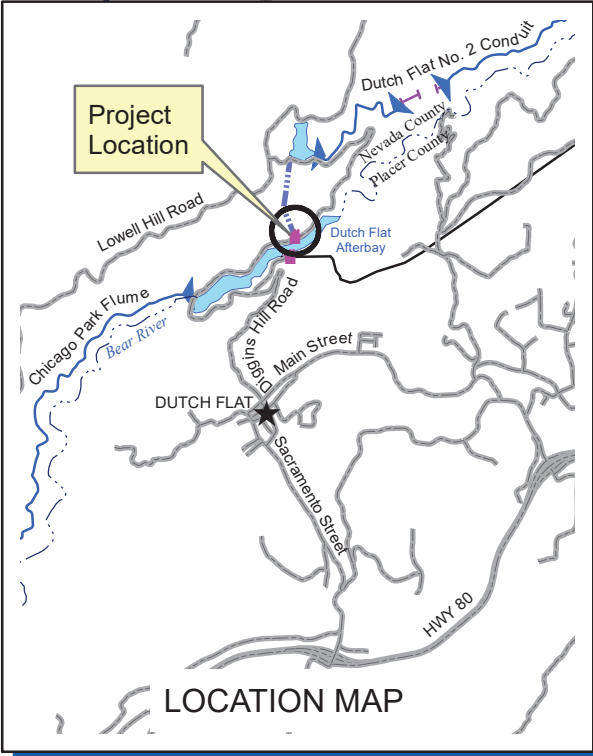 Dutch Flat No. 2 Conduit
Project
Location
Nevada County
Placer County
Lowell Hill Road
Dutch Flat
Afterbay
Chicago Park Flume
Bear River
Diggins Hill Road
Main Street
DUTCH FLAT
Sacramento Street
HWY 80
LOCATION MAP